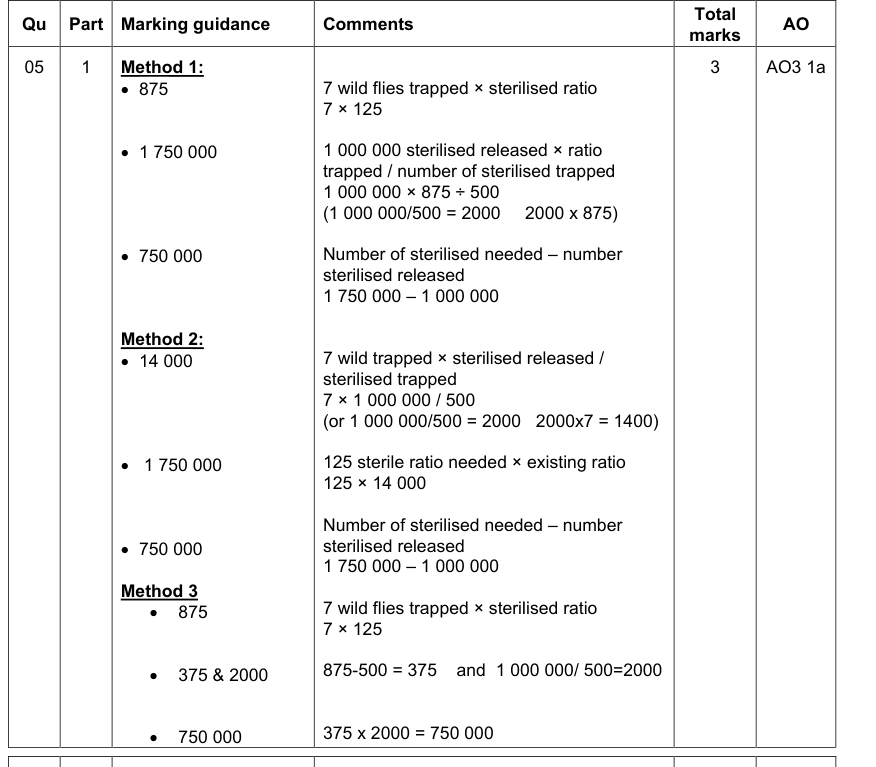 Qu Part Marking guidance Comments Total marks AO
05 1 Method 1: 3 AO3 1a
• 875 7 wild flies trapped × sterilised ratio
7 × 125
• 1 750 000 1 000 000 sterilised released × ratio
trapped / number of sterilised trapped
1 000 000 × 875 ÷ 500
(1 000 000/500 = 2000 2000 x 875)
• 750 000 Number of sterilised needed – number
sterilised released
1 750 000 – 1 000 000
Method 2:
• 14 000 7 wild trapped × sterilised released /
sterilised trapped
7 × 1 000 000 / 500
(or 1 000 000/500 = 2000 2000x7 = 1400)
• 1 750 000 125 sterile ratio needed × existing ratio
125 × 14 000
Number of sterilised needed – number
• 750 000 sterilised released
1 750 000 – 1 000 000
Method 3
• 875 7 wild flies trapped × sterilised ratio
7 × 125
• 375 & 2000 875-500 = 375 and 1 000 000/ 500=2000
• 750 000 375 x 2000 = 750 000